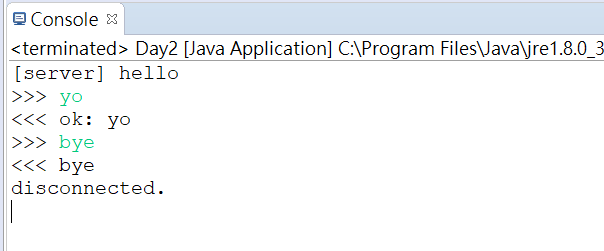 Console
<terminated> Day2 [Java Application] C:\Program Files\Java\jre1.8.0_3
[server] hello
>>> yo
<<< ok: yo
>>> bye
<<< bye
disconnected.